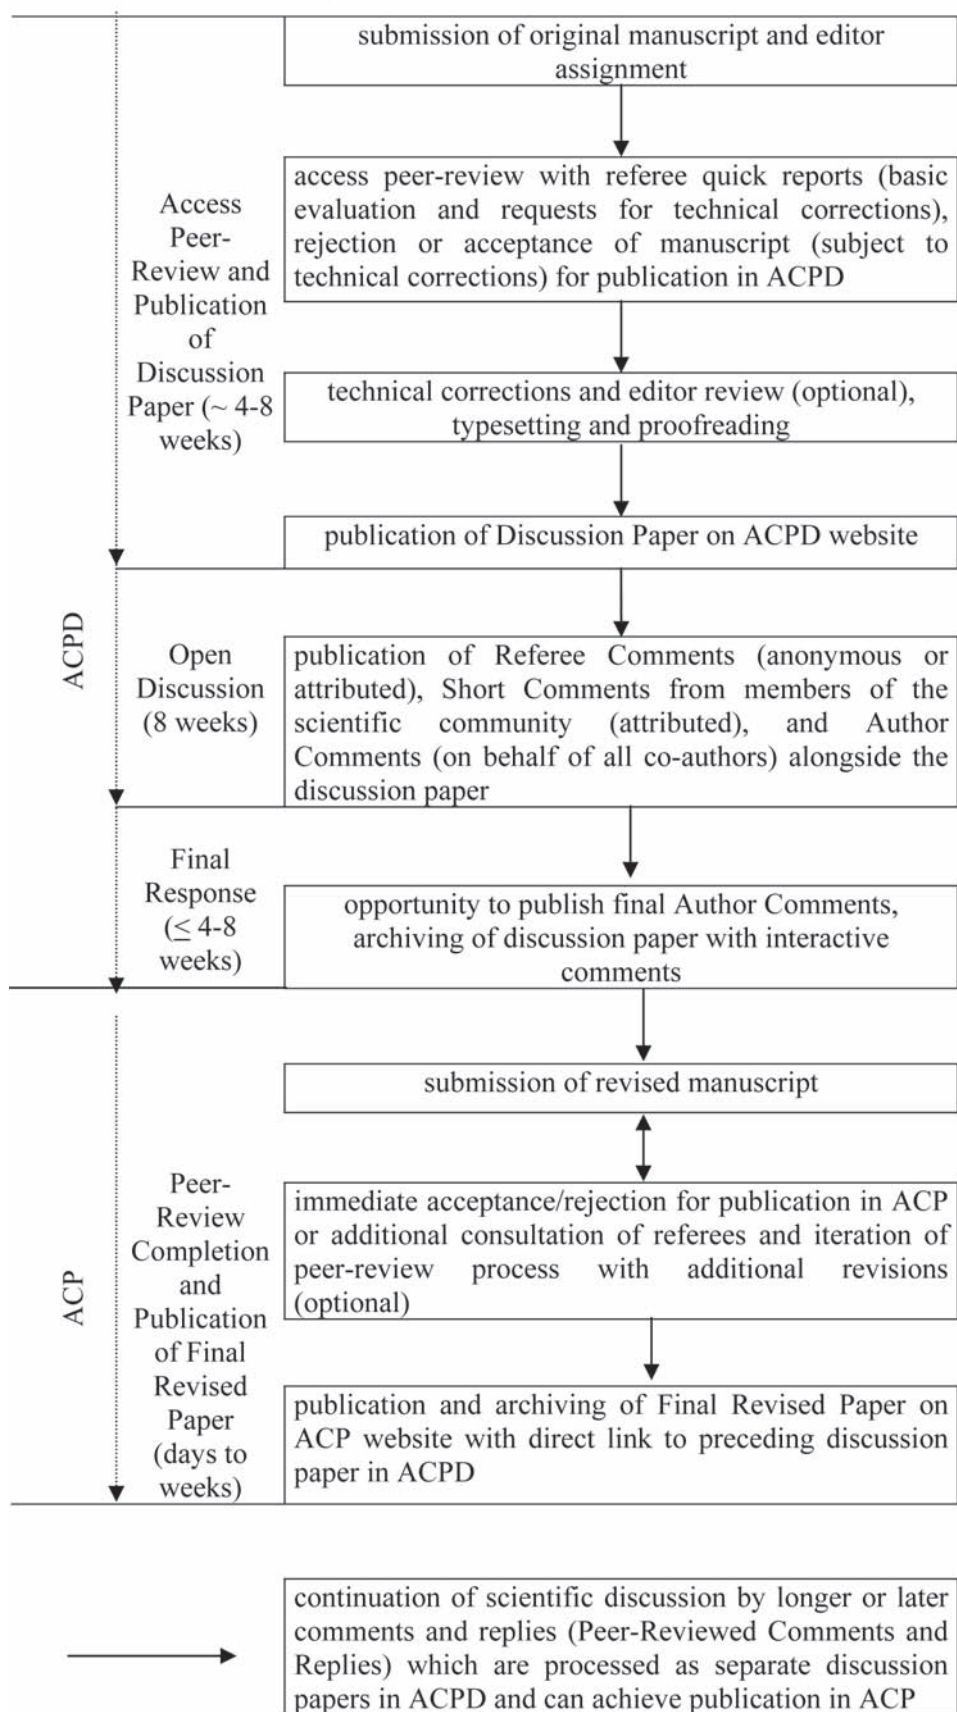 submission of original manuscript and editor
assignment
Access
Peer-
Review and
Publication
of
Discussion
Paper (~ 4-8
weeks)
access peer-review with referee quick reports (basic
evaluation and requests for technical corrections),
rejection or acceptance of manuscript (subject to
technical corrections) for publication in ACPD
technical corrections and editor review (optional),
typesetting and proofreading
publication of Discussion Paper on ACPD website
ACPD
Open
Discussion
(8 weeks)
publication of Referee Comments (anonymous or
attributed), Short Comments from members of the
scientific community (attributed), and Author
Comments (on behalf of all co-authors) alongside the
discussion paper
Final
Response
(≤ 4-8
weeks)
opportunity to publish final Author Comments,
archiving of discussion paper with interactive
comments
submission of revised manuscript
ACP
Peer-
Review
Completion
and
Publication
of Final
Revised
Paper
(days to
weeks)
immediate acceptance/rejection for publication in ACP
or additional consultation of referees and iteration of
peer-review process with additional revisions
(optional)
publication and archiving of Final Revised Paper on
ACP website with direct link to preceding discussion
paper in ACPD
continuation of scientific discussion by longer or later
comments and replies (Peer-Reviewed Comments and
Replies) which are processed as separate discussion
papers in ACPD and can achieve publication in ACP